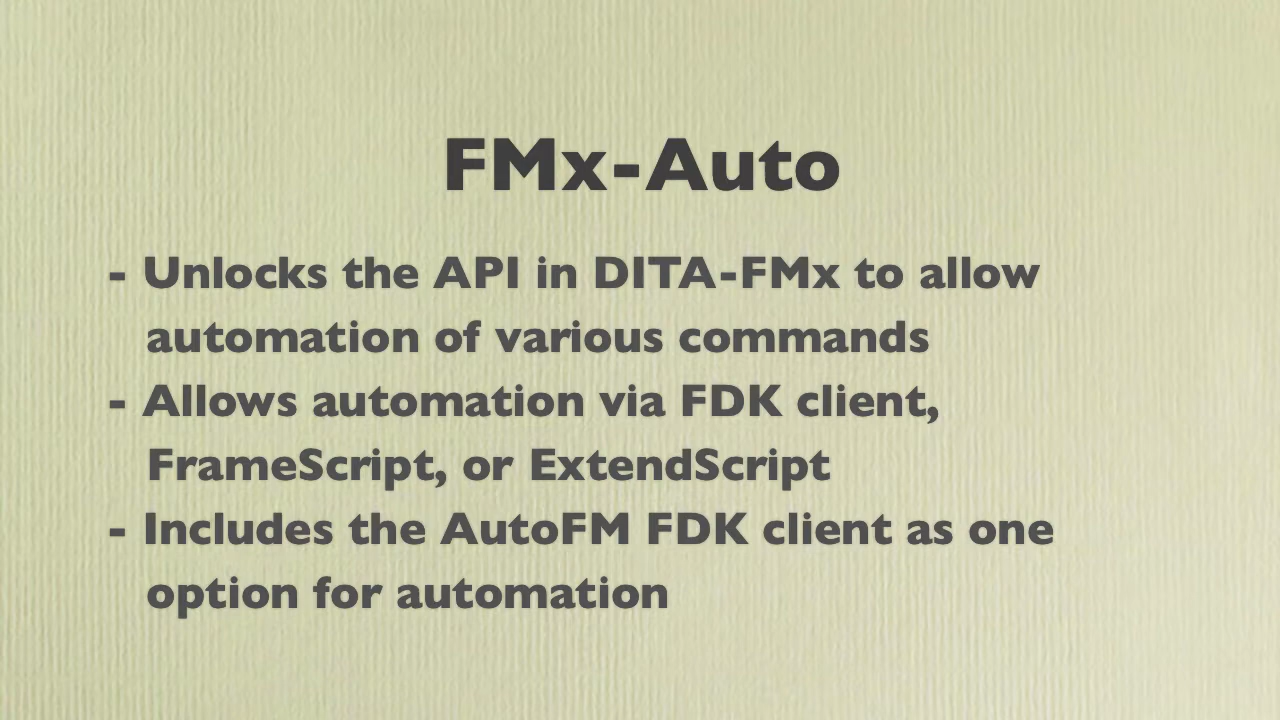 FMx-Auto
- Unlocks the API in DITA-FMx to allow
automation of various commands
- Allows automation via FDK client,
FrameScript, or ExtendScript
- Includes the AutoFM FDK client as one
option for automation